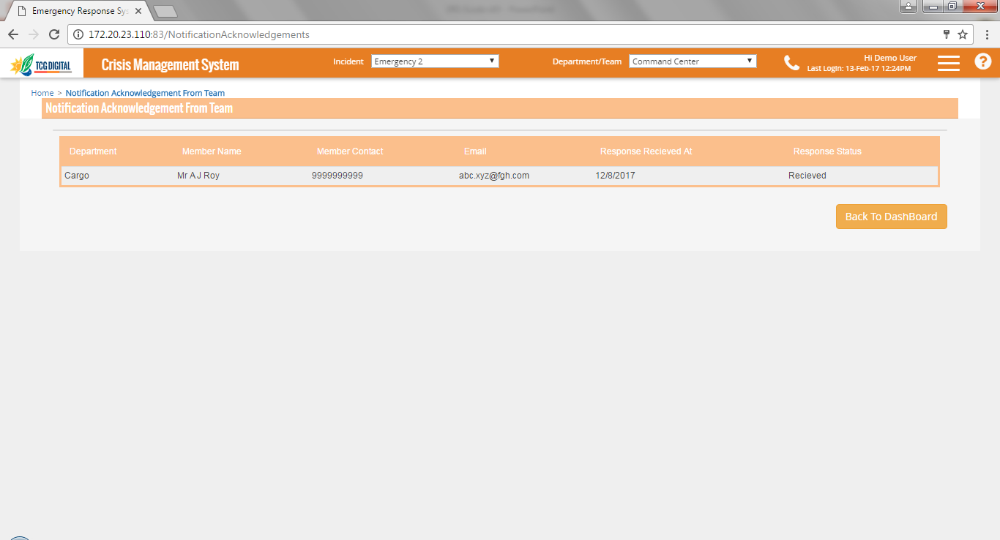 Emergency Response Sys
172.20.23.110:83/NotificationAcknowledgements
TCG DIGITAL
Crisis Management System
Incident
Emergency 2
Department/Team
Command Center
Hi Demo User
Last Login: 13-Feb-17 12:24PM
?
Home > Notification Acknowledgement From Team
Notification Acknowledgement From Team
Department Member Name Member Contact Email Response Recieved At Response Status
Cargo Mr A J Roy 9999999999 abc.xyz@fgh.com 12/8/2017 Recieved
Back To DashBoard